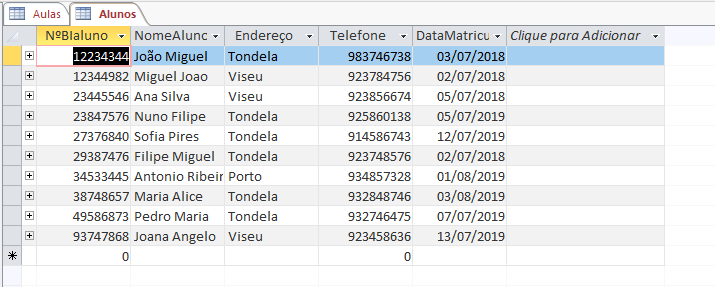 Aulas Alunos
NºBIaluno NomeAlunc Endereço Telefone DataMatricu Clique para Adicionar
12234344 João Miguel Tondela 983746738 03/07/2018
12344982 Miguel Joao Viseu 923784756 02/07/2018
23445546 Ana Silva Viseu 923856674 05/07/2018
23847576 Nuno Filipe Tondela 925860138 05/07/2019
27376840 Sofia Pires Tondela 914586743 12/07/2019
29387476 Filipe Miguel Tondela 923748576 02/07/2018
34533445 Antonio Ribeir Porto 934857328 01/08/2019
38748657 Maria Alice Tondela 932848746 03/08/2019
49586873 Pedro Maria Tondela 932746475 07/07/2019
93747868 Joana Angelo Viseu 923458636 13/07/2019
0 0